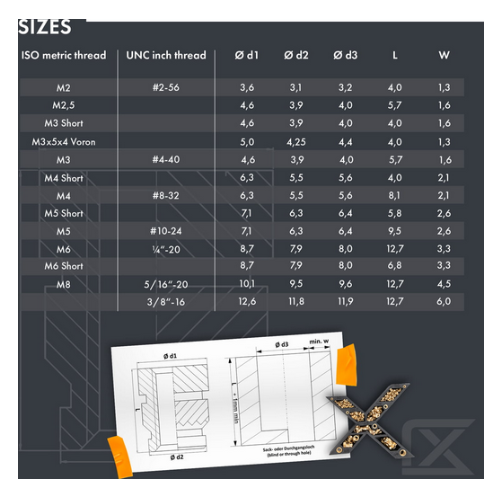 SIZES
ISO metric thread UNC inch thread Ø d1 Ø d2 Ø d3 L W
M2 #2-56 3,6 3,1 3,2 4,0 1,3
M2,5 4,6 3,9 4,0 5,7 1,6
M3 Short 4,6 3,9 4,0 4,0 1,6
M3x5x4 Voron 5,0 4,25 4,4 4,0 1,3
M3 #4-40 4,6 3,9 4,0 5,7 1,6
M4 Short 6,3 5,5 5,6 4,0 2,1
M4 #8-32 6,3 5,5 5,6 8,1 2,1
M5 Short 7,1 6,3 6,4 5,8 2,6
M5 #10-24 7,1 6,3 6,4 9,5 2,6
M6 ¼"-20 8,7 7,9 8,0 12,7 3,3
M6 Short 8,7 7,9 8,0 6,8 3,3
M8 5/16"-20 10,1 9,5 9,6 12,7 4,5
3/8"-16 12,6 11,8 11,9 12,7 6,0
Ø d1
Ø d3
min. w
L
L + 1mm min
Ø d2
Sack- oder Durchgangsloch
(blind or through hole)